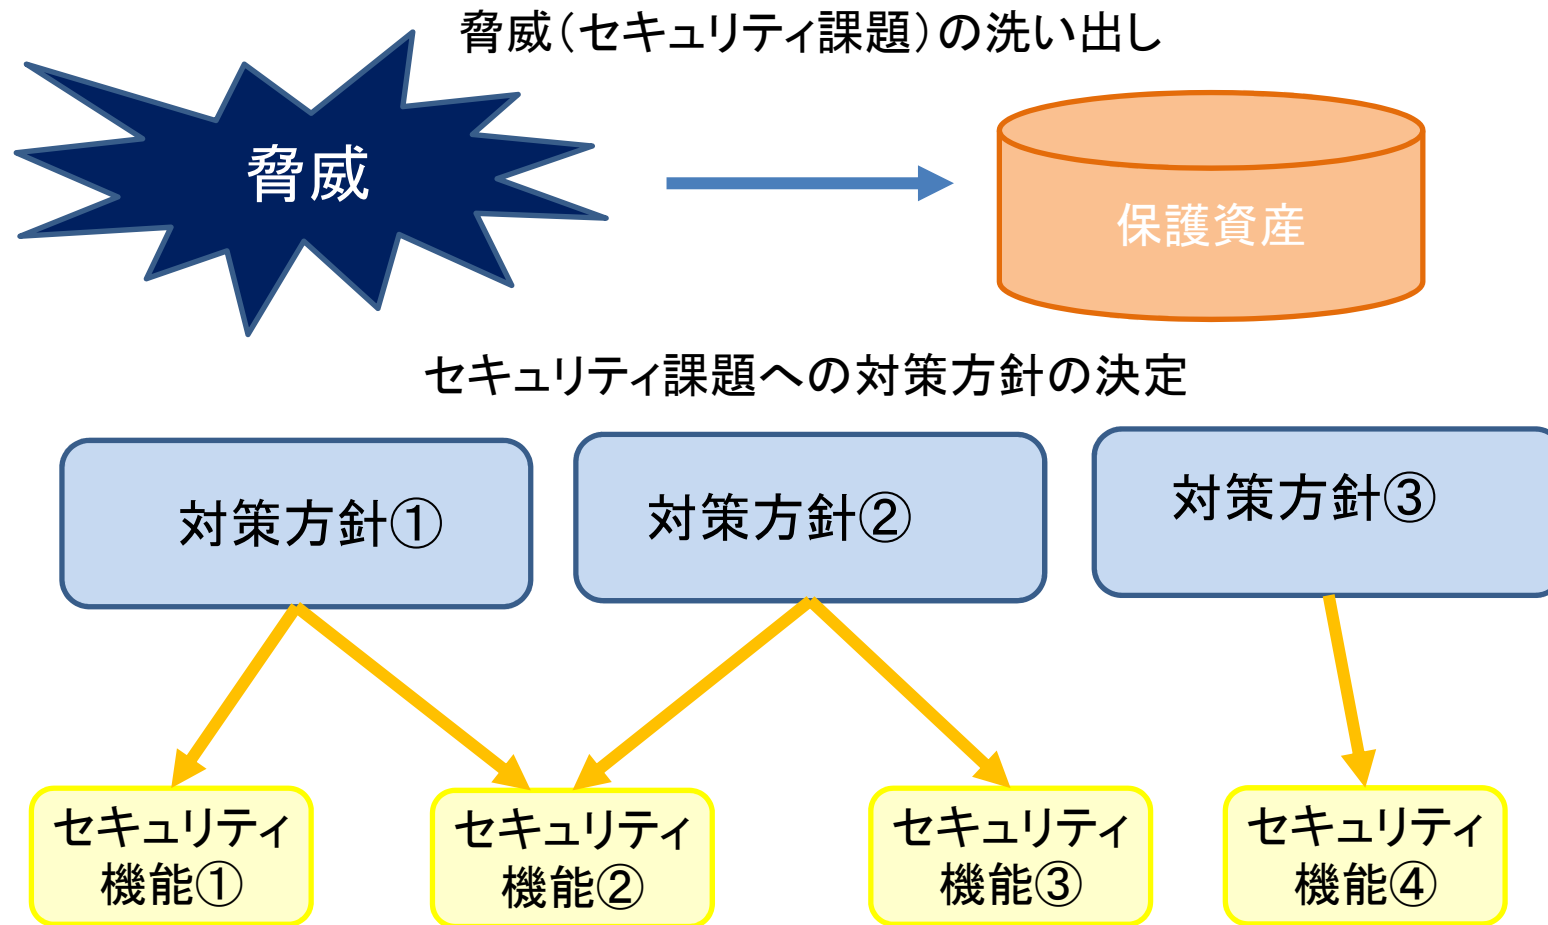 脅威（セキュリティ課題）の洗い出し
脅威
保護資産
セキュリティ課題への対策方針の決定
対策方針①
対策方針②
対策方針③
セキュリティ
機能①
セキュリティ
機能②
セキュリティ
機能③
セキュリティ
機能④